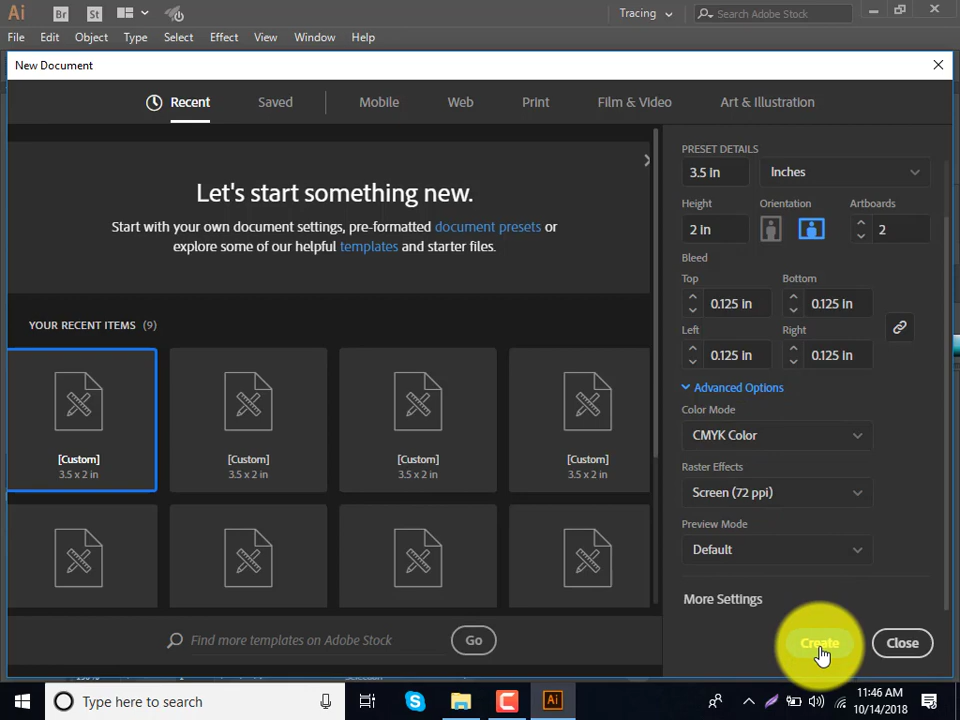 Ai Br St Tracing Search Adobe Stock
File Edit Object Type Select Effect View Window Help
New Document
Recent Saved Mobile Web Print Film & Video Art & Illustration
PRESET DETAILS
3.5 in Inches
Let's start something new.
Start with your own document settings, pre-formatted document presets or
explore some of our helpful templates and starter files.
Height Orientation Artboards
2 in 2
Bleed
Top Bottom
0.125 in 0.125 in
Left Right
0.125 in 0.125 in
YOUR RECENT ITEMS (9)
[Custom] [Custom] [Custom] [Custom]
3.5 x 2 in 3.5 x 2 in 3.5 x 2 in 3.5 x 2 in
Advanced Options
Color Mode
CMYK Color
Raster Effects
Screen (72 ppi)
Preview Mode
Default
More Settings
Find more templates on Adobe Stock Go
Create Close
Type here to search
Ai
11:46 AM
10/14/2018